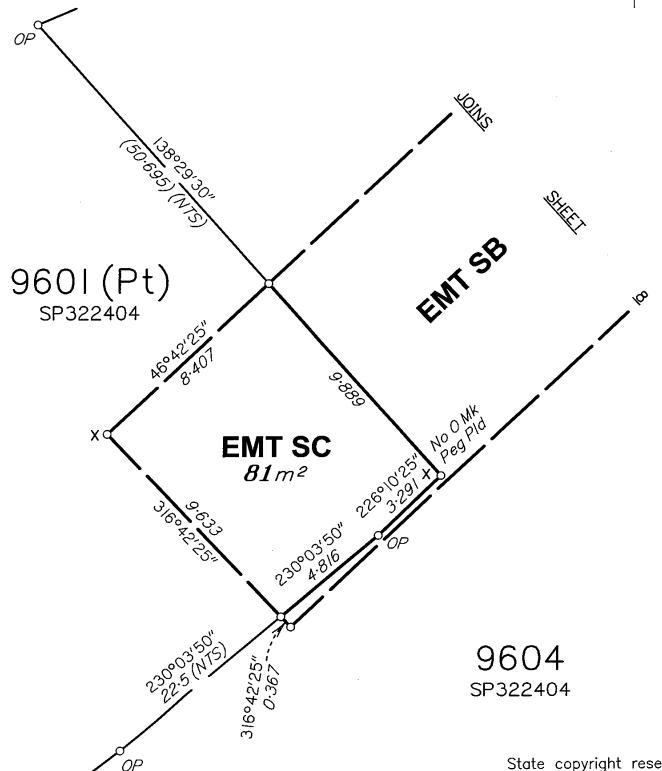 OP
JOINS
138°29'30"
(50·695) (NTS)
SHEET
9601 (Pt)
SP322404
EMT SB
46°42'25"
8·407
9·889
18
X
EMT SC
81m²
No O Mk
Peg Pld
226°10'25"
3·291
X
9·633
316°42'25"
230°03'50"
4·816
OP
230°03'50"
22·5 (NTS)
316°42'25"
0·367
9604
SP322404
OP
State copyright rese